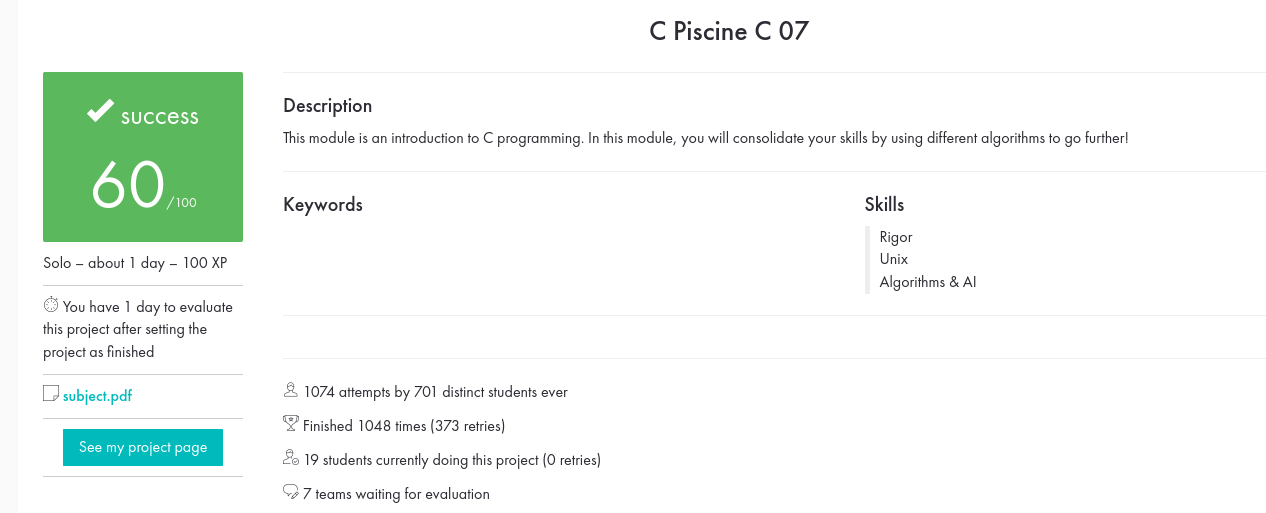 C Piscine C 07
success
60/100
Solo – about 1 day – 100 XP
You have 1 day to evaluate
this project after setting the
project as finished
subject.pdf
See my project page
Description
This module is an introduction to C programming. In this module, you will consolidate your skills by using different algorithms to go further!
Keywords
Skills
Rigor
Unix
Algorithms & AI
1074 attempts by 701 distinct students ever
Finished 1048 times (373 retries)
19 students currently doing this project (0 retries)
7 teams waiting for evaluation